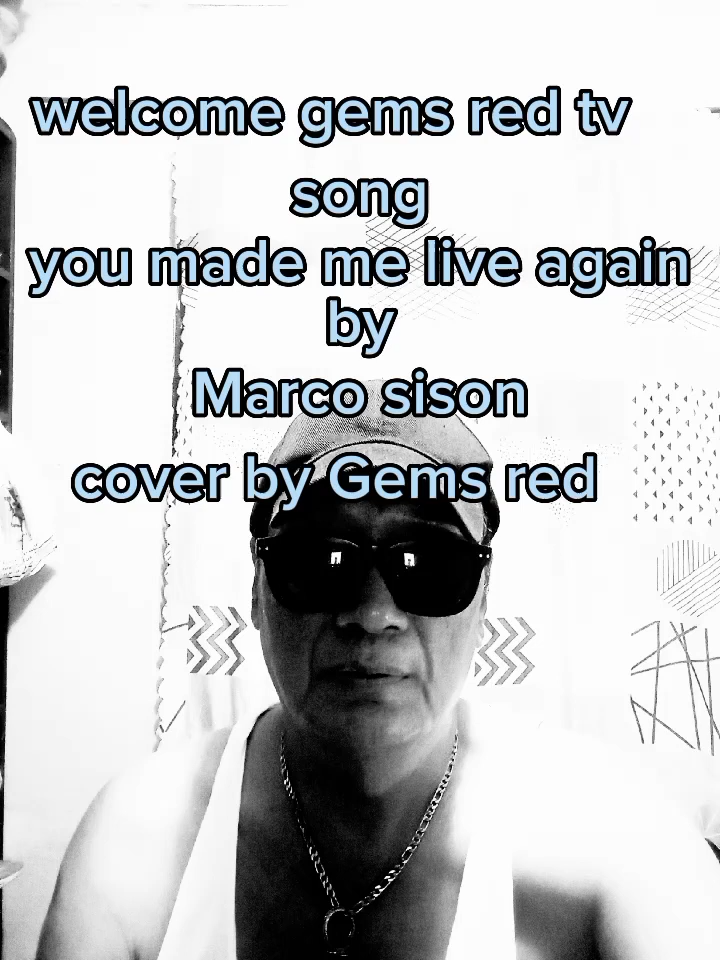 welcome gems red tv
song
you made me live again
by
Marco sison
cover by Gems red